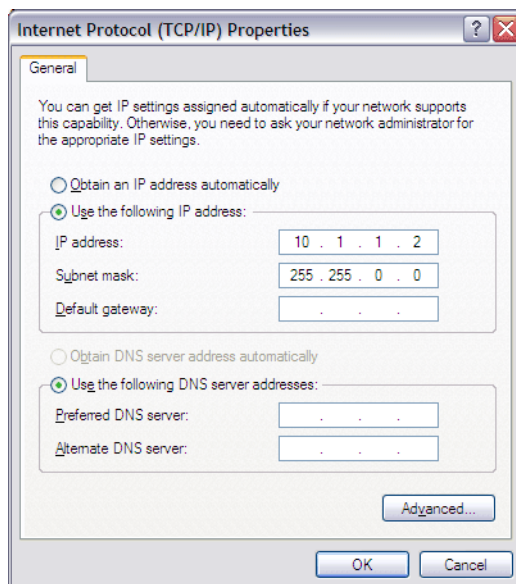 Internet Protocol (TCP/IP) Properties
General
You can get IP settings assigned automatically if your network supports
this capability. Otherwise, you need to ask your network administrator for
the appropriate IP settings.
Obtain an IP address automatically
Use the following IP address:
IP address: 10 . 1 . 1 . 2
Subnet mask: 255 . 255 . 0 . 0
Default gateway: . . .
Obtain DNS server address automatically
Use the following DNS server addresses:
Preferred DNS server: . . .
Alternate DNS server: . . .
Advanced...
OK Cancel